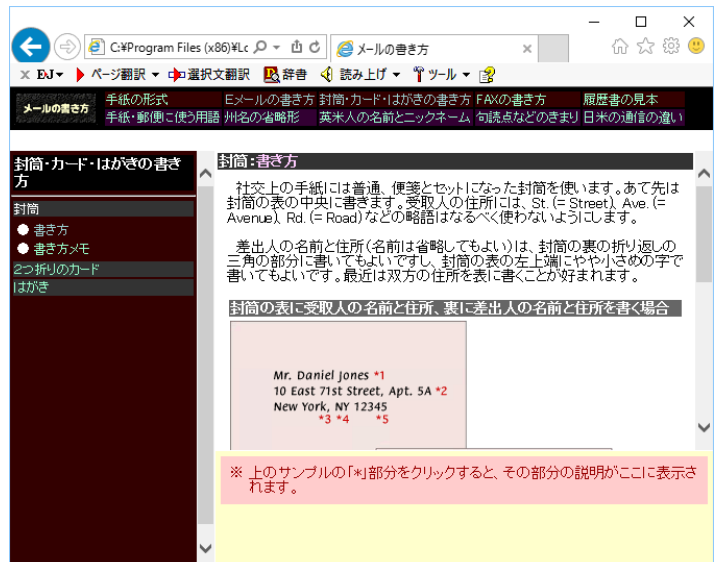 C:¥Program Files (x86)¥Lc
メールの書き方
EXJ
ページ翻訳
選択文翻訳
辞書
読み上げ
ツール
メールの書き方
手紙の形式
Eメールの書き方
封筒・カード・はがきの書き方
FAXの書き方
履歴書の見本
手紙・郵便に使う用語
州名の省略形
英米人の名前とニックネーム
句読点などのきまり
日米の通信の違い
封筒・カード・はがきの書き
方
封筒
● 書き方
● 書き方メモ
2つ折りのカード
はがき
封筒:書き方
社交上の手紙には普通、便箋とセットになった封筒を使います。あて先は
封筒の表の中央に書きます。受取人の住所には、St. (= Street)、Ave. (=
Avenue)、Rd. (= Road)などの略語はなるべく使わないようにします。
差出人の名前と住所(名前は省略してもよい)は、封筒の裏の折り返しの
三角の部分に書いてもよいですし、封筒の表の左上端にやや小さめの字で
書いてもよいです。最近は双方の住所を表に書くことが好まれます。
封筒の表に受取人の名前と住所、裏に差出人の名前と住所を書く場合
Mr. Daniel Jones *1
10 East 71st Street, Apt. 5A *2
New York, NY 12345
*3 *4 *5
※ 上のサンプルの「*」部分をクリックすると、その部分の説明がここに表示さ
れます。